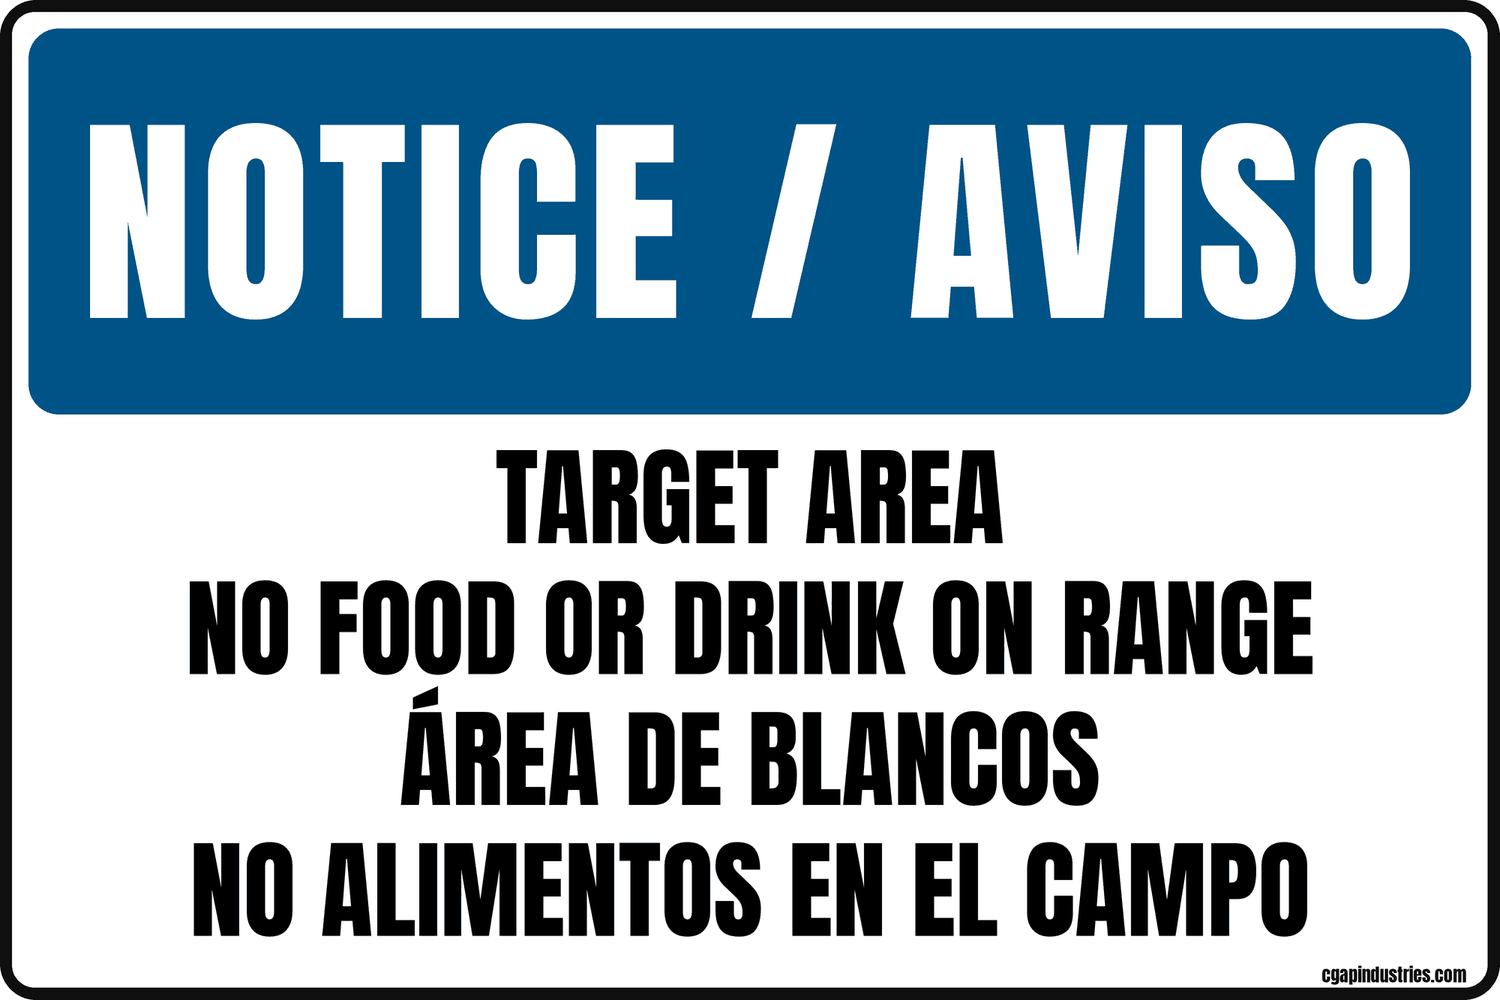 NOTICE / AVISO
TARGET AREA
NO FOOD OR DRINK ON RANGE
ÁREA DE BLANCOS
NO ALIMENTOS EN EL CAMPO
cgapindustries.com